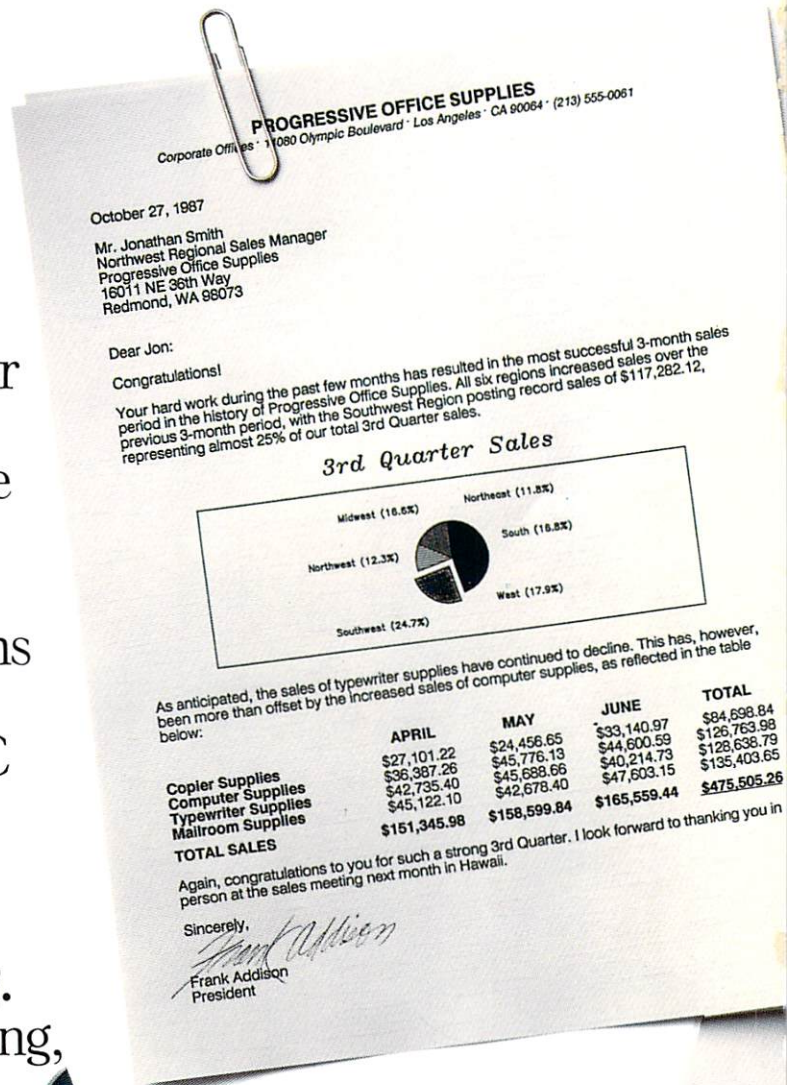 PROGRESSIVE OFFICE SUPPLIES
Corporate Offices · 11080 Olympic Boulevard · Los Angeles · CA 90064 · (213) 555-0061
October 27, 1987
Mr. Jonathan Smith
Northwest Regional Sales Manager
Progressive Office Supplies
16011 NE 36th Way
Redmond, WA 98073
Dear Jon:
Congratulations!
Your hard work during the past few months has resulted in the most successful 3-month sales
period in the history of Progressive Office Supplies. All six regions increased sales over the
previous 3-month period, with the Southwest Region posting record sales of $117,282.12,
representing almost 25% of our total 3rd Quarter sales.
3rd Quarter Sales
Midwest (16.6%) Northeast (11.8%)
Northwest (12.3%) South (16.8%)
Southwest (24.7%) West (17.9%)
As anticipated, the sales of typewriter supplies have continued to decline. This has, however,
been more than offset by the increased sales of computer supplies, as reflected in the table
below:
APRIL MAY JUNE TOTAL
Copier Supplies $27,101.22 $24,456.65 $33,140.97 $84,698.84
Computer Supplies $36,387.26 $45,776.13 $44,600.59 $126,763.98
Typewriter Supplies $42,735.40 $45,688.66 $40,214.73 $128,638.79
Mailroom Supplies $45,122.10 $42,678.40 $47,603.15 $135,403.65
TOTAL SALES $151,345.98 $158,599.84 $165,559.44 $475,505.26
Again, congratulations to you for such a strong 3rd Quarter. I look forward to thanking you in
person at the sales meeting next month in Hawaii.
Sincerely,
Frank Addison
Frank Addison
President
r
e
ns
C
.
ng,